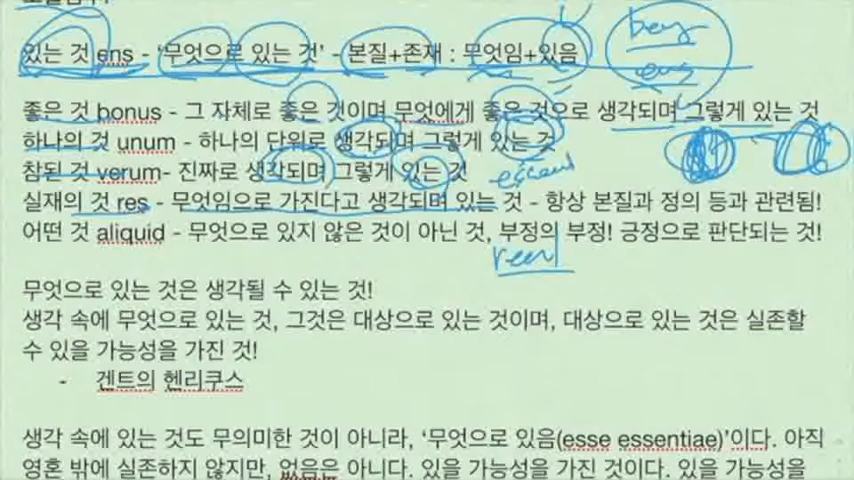 있는 것 ens - '무엇으로 있는 것' - 본질+존재 : 무엇임+있음
좋은 것 bonus - 그 자체로 좋은 것이며 무엇에게 좋은 것으로 생각되며 그렇게 있는 것
하나의 것 unum - 하나의 단위로 생각되며 그렇게 있는 것
참된 것 verum- 진짜로 생각되며 그렇게 있는 것
실재의 것 res - 무엇임으로 가진다고 생각되며 있는 것 - 항상 본질과 정의 등과 관련됨!
어떤 것 aliquid - 무엇으로 있지 않은 것이 아닌 것, 부정의 부정! 긍정으로 판단되는 것!
무엇으로 있는 것은 생각될 수 있는 것!
생각 속에 무엇으로 있는 것, 그것은 대상으로 있는 것이며, 대상으로 있는 것은 실존할
수 있을 가능성을 가진 것!
- 겐트의 헨리쿠스
생각 속에 있는 것도 무의미한 것이 아니라, '무엇으로 있음(esse essentiae)'이다. 아직
영혼 밖에 실존하지 않지만, 없음은 아니다. 있을 가능성을 가진 것이다. 있을 가능성을